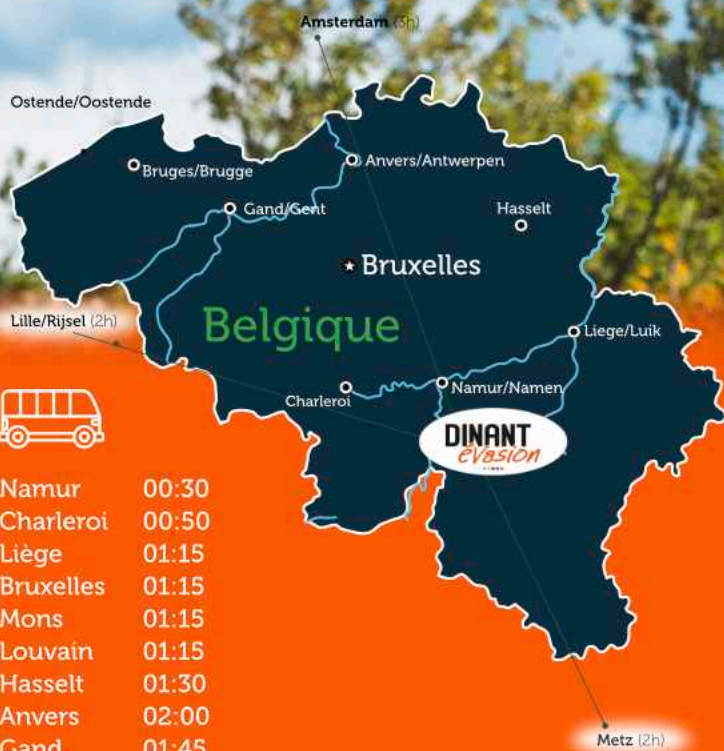 Amsterdam (3h)
Ostende/Oostende
Bruges/Brugge
Anvers/Antwerpen
Gand/Gent
Hasselt
Bruxelles
Lille/Rijsel (2h)
Belgique
Liege/Luik
Charleroi
Namur/Namen
DINANT
évasion
Namur 00:30
Charleroi 00:50
Liège 01:15
Bruxelles 01:15
Mons 01:15
Louvain 01:15
Hasselt 01:30
Anvers 02:00
Gand 01:45
Metz (2h)